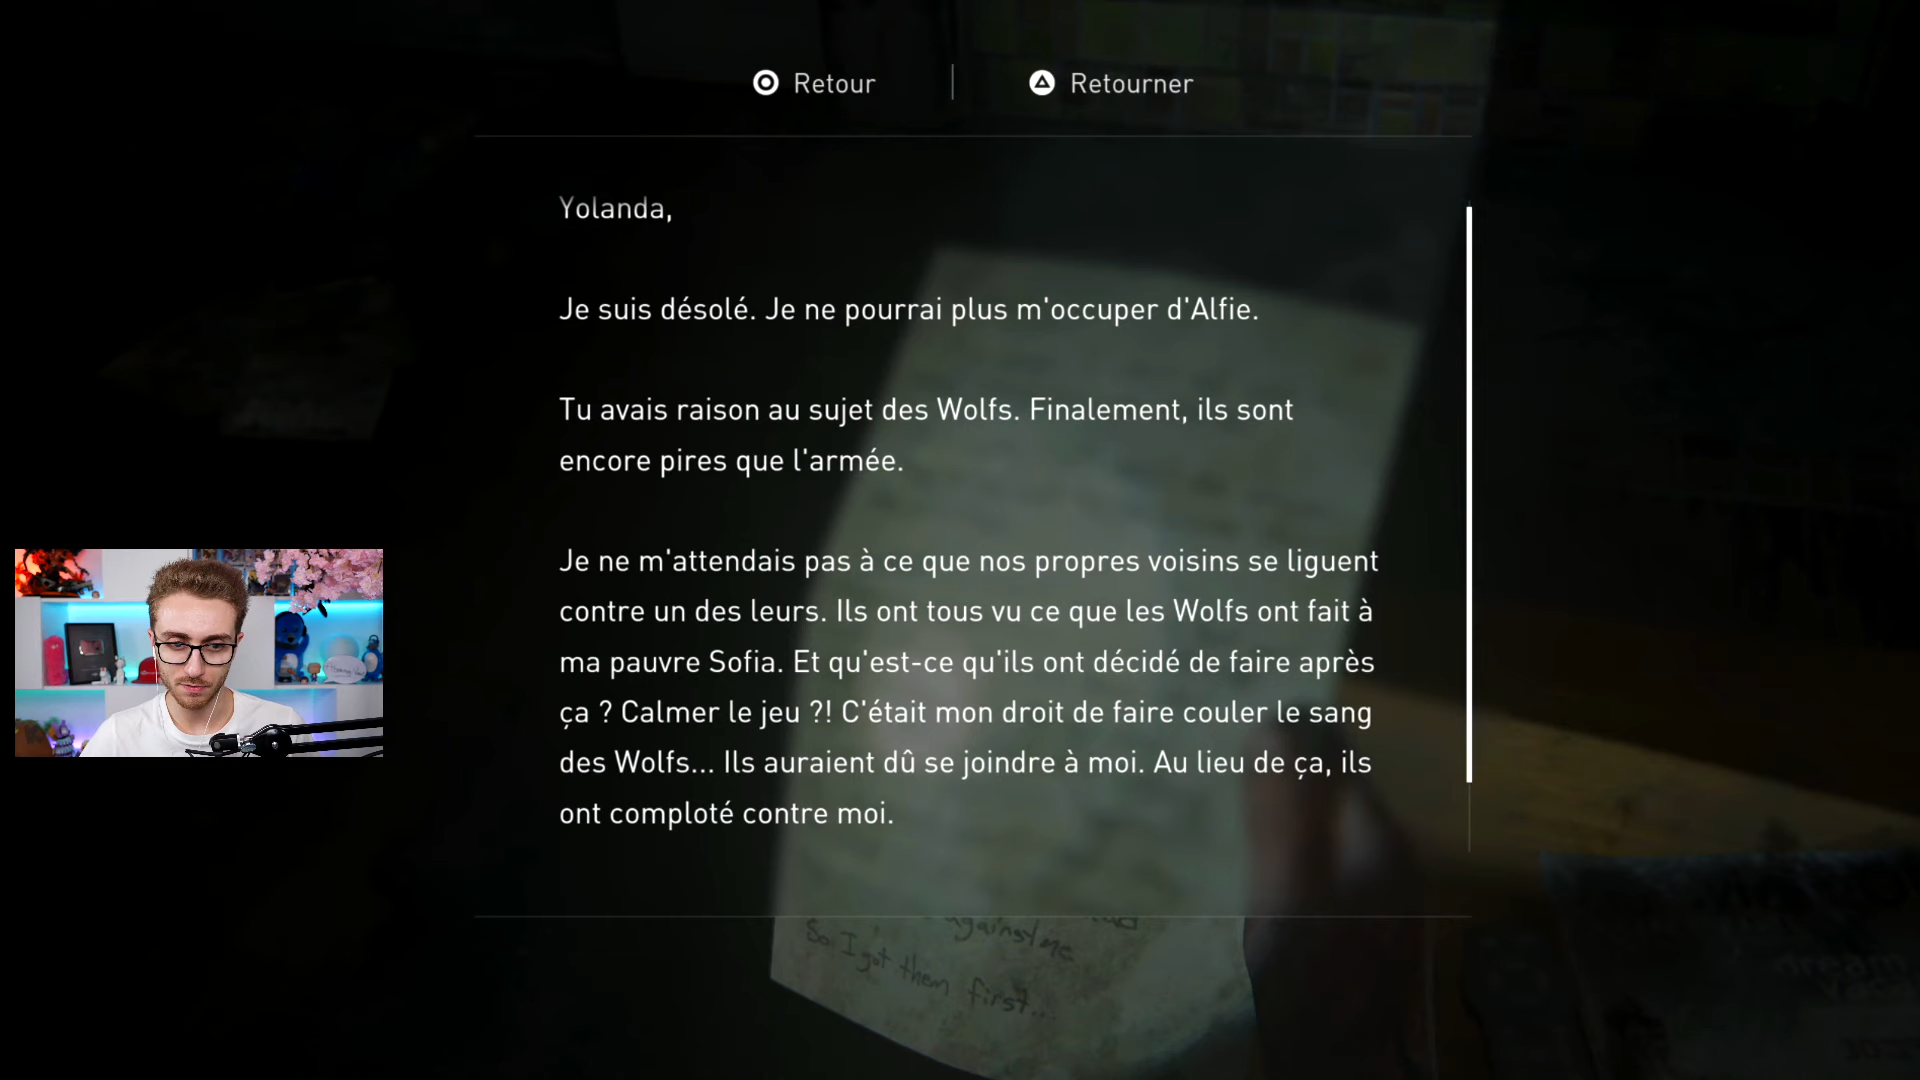 Retour
Retourner
Yolanda,
Je suis désolé. Je ne pourrai plus m'occuper d'Alfie.
Tu avais raison au sujet des Wolfs. Finalement, ils sont
encore pires que l'armée.
Je ne m'attendais pas à ce que nos propres voisins se liguent
contre un des leurs. Ils ont tous vu ce que les Wolfs ont fait à
ma pauvre Sofia. Et qu'est-ce qu'ils ont décidé de faire après
ça ? Calmer le jeu ?! C'était mon droit de faire couler le sang
des Wolfs... Ils auraient dû se joindre à moi. Au lieu de ça, ils
ont comploté contre moi.
against me
So I got them first...
dream